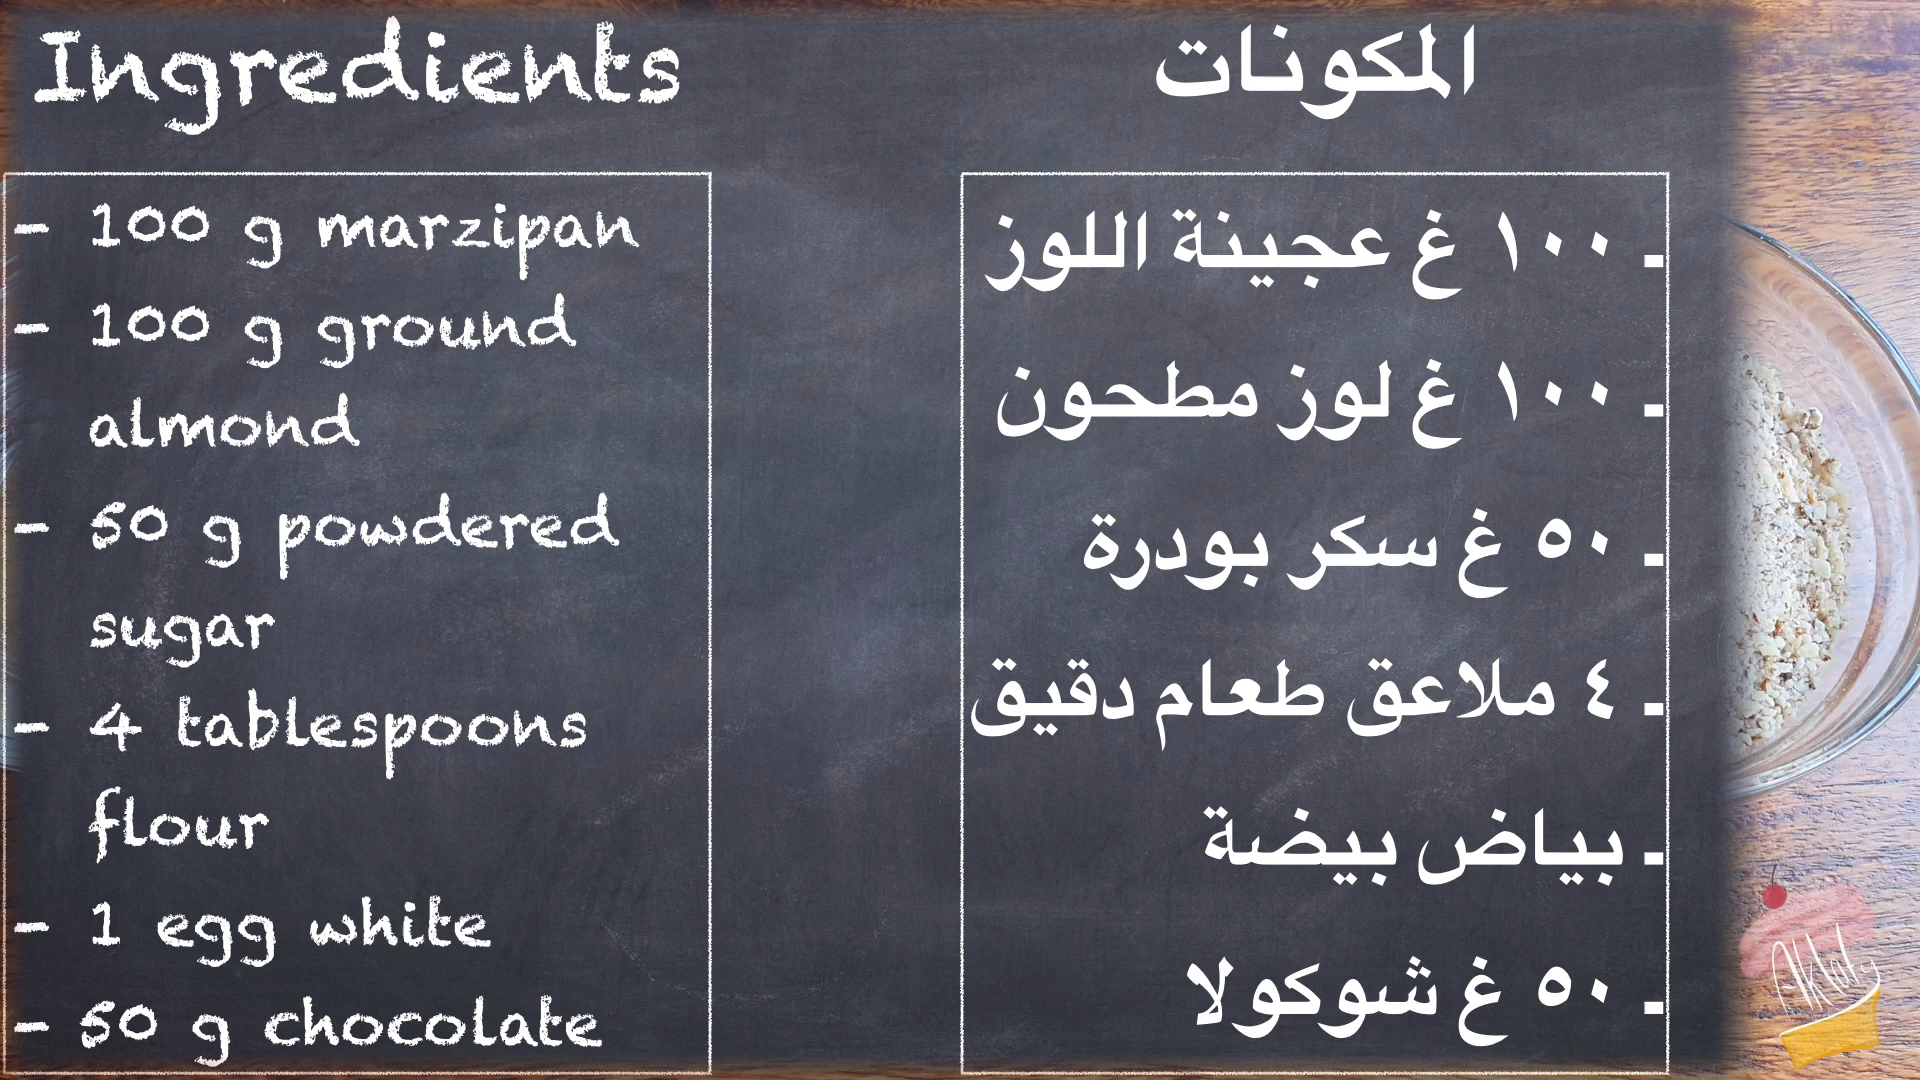 Ingredients
- 100 g marzipan
- 100 g ground
almond
- 50 g powdered
sugar
- 4 tablespoons
flour
- 1 egg white
- 50 g chocolate
المكونات
- ١٠٠ غ عجينة اللوز
- ١٠٠ غ لوز مطحون
- ٥٠ غ سكر بودرة
- ٤ ملاعق طعام دقيق
- بياض بيضة
- ٥٠ غ شوكولا
Aklaty